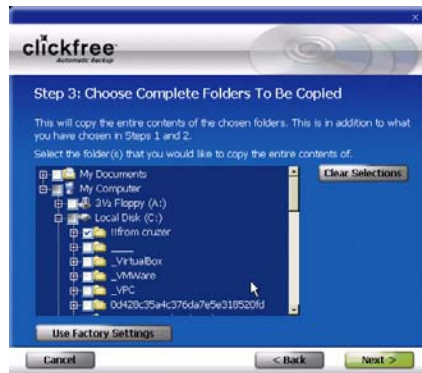 clickfree
Automatic Backup
Step 3: Choose Complete Folders To Be Copied
This will copy the entire contents of the chosen folders. This is in addition to what
you have chosen in Steps 1 and 2.
Select the folder(s) that you would like to copy the entire contents of.
My Documents
Clear Selections
My Computer
3½ Floppy (A:)
Local Disk (C:)
!!from cruzer
____
_VirtualBox
_VMWare
_VPC
0d428c35a4c376da7e5e318520fd
Use Factory Settings
Cancel
< Back
Next >